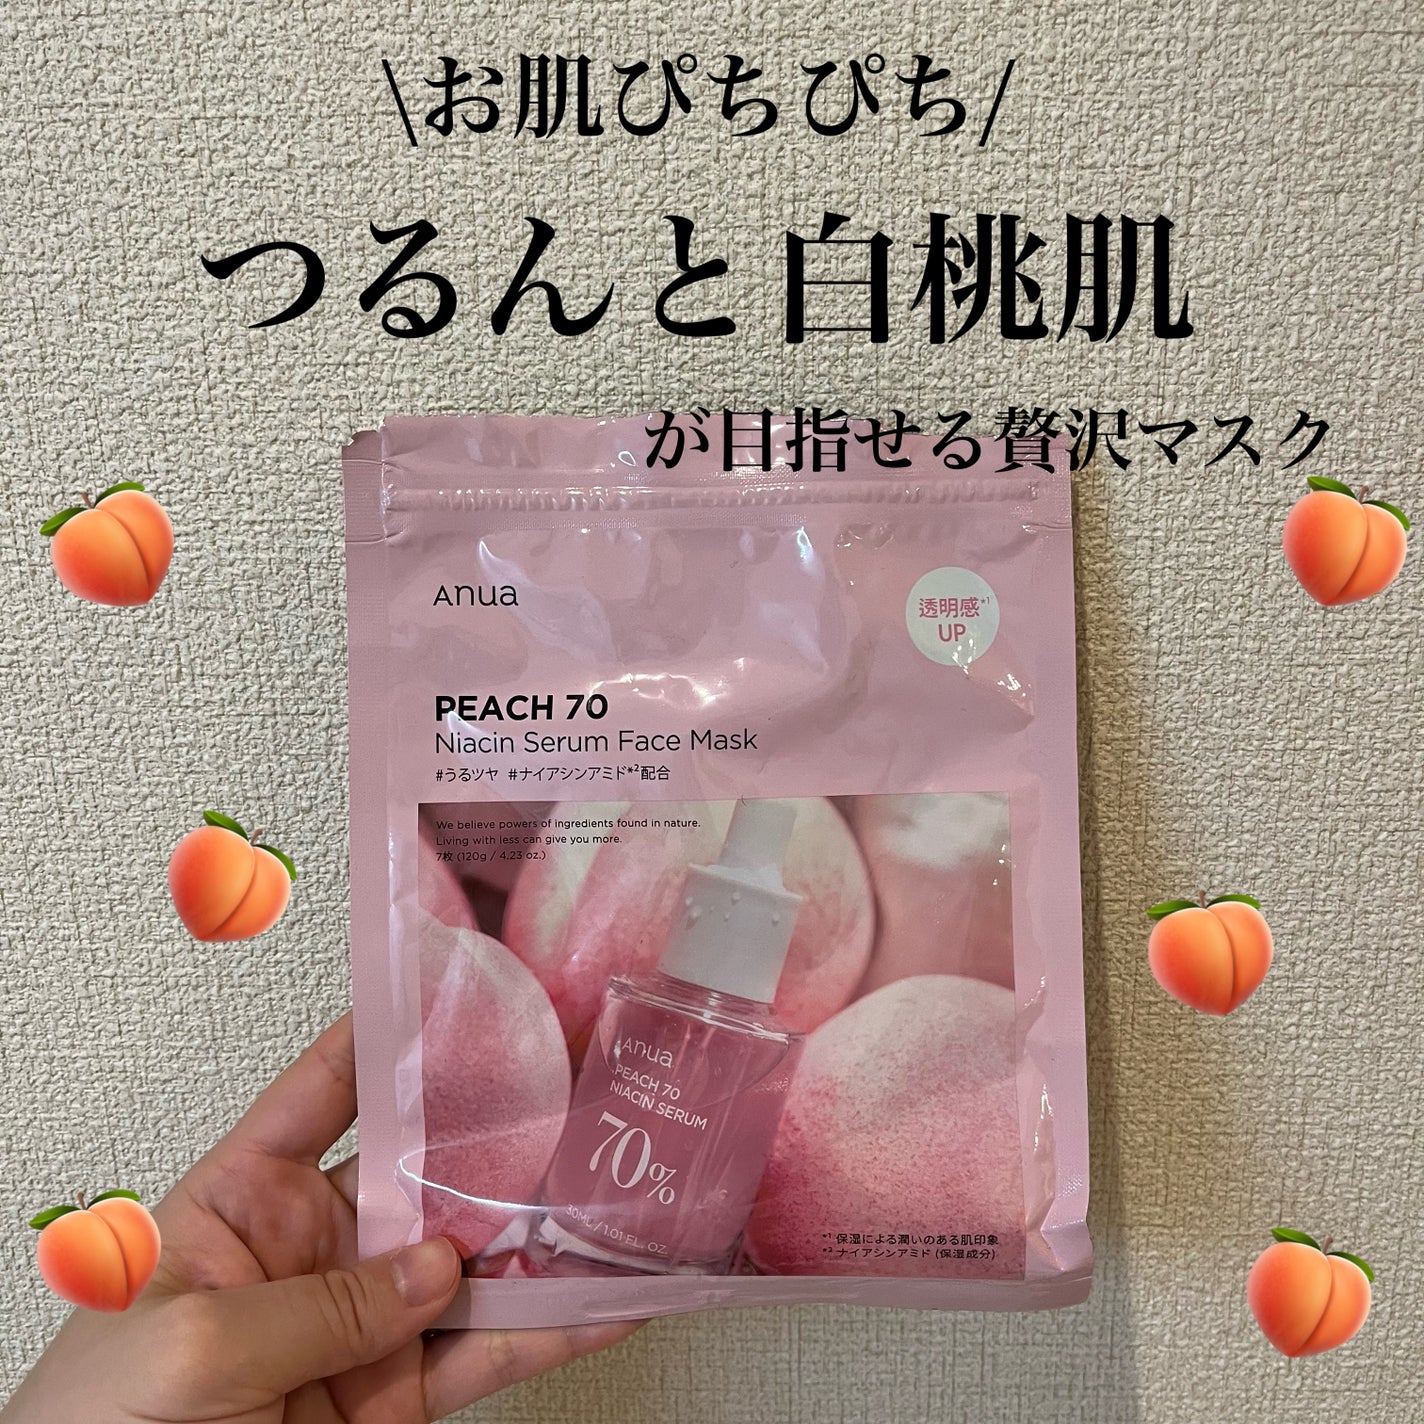 \お肌ぴちぴち/
つるんと白桃肌
が目指せる贅沢マスク
Anua
透明感*1
UP
PEACH 70
Niacin Serum Face Mask
#うるツヤ #ナイアシンアミド*2配合
We believe powers of ingredients found in nature.
Living with less can give you more.
7枚 (120g / 4.23 oz.)
Anua
PEACH 70
NIACIN SERUM
70%
30ML / 1.01 FL. OZ.
*1 保湿による潤いのある肌印象
*2 ナイアシンアミド (保湿成分)